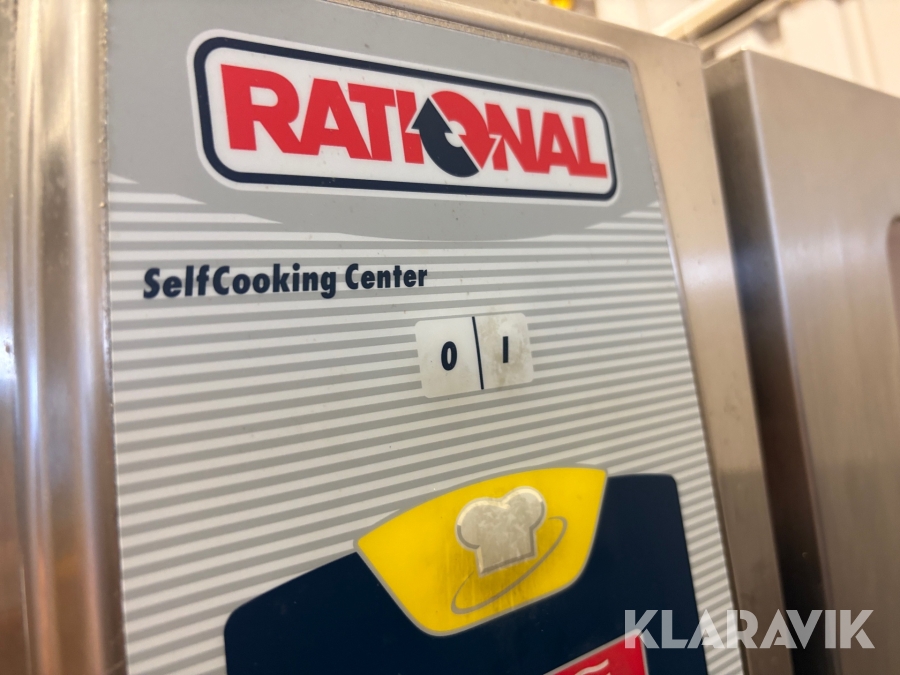 RATIONAL
SelfCooking Center
0 | I
KLARAVIK